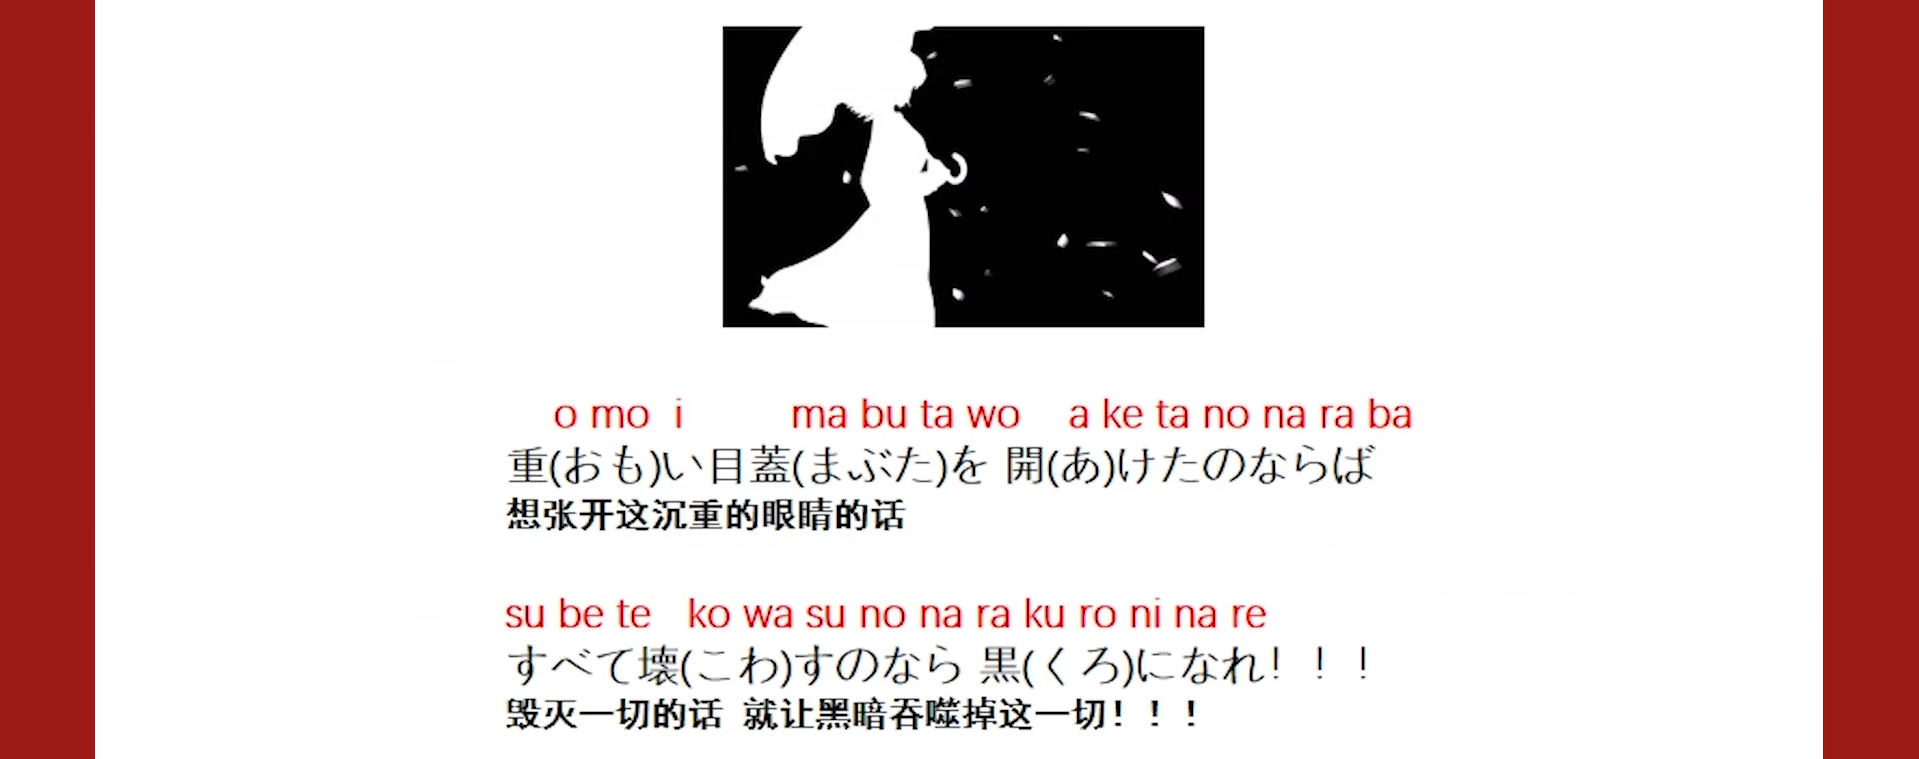 o mo i ma bu ta wo a ke ta no na ra ba
重(おも)い目蓋(まぶた)を 開(あ)けたのならば
想张开这沉重的眼睛的话
su be te ko wa su no na ra ku ro ni na re
すべて壊(こわ)すのなら 黒(くろ)になれ！！！
毁灭一切的话 就让黑暗吞噬掉这一切！！！